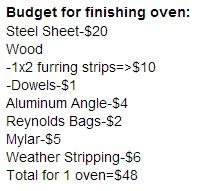 Budget for finishing oven:
Steel Sheet-$20
Wood
-1x2 furring strips=>$10
-Dowels-$1
Aluminum Angle-$4
Reynolds Bags-$2
Mylar-$5
Weather Stripping-$6
Total for 1 oven=$48